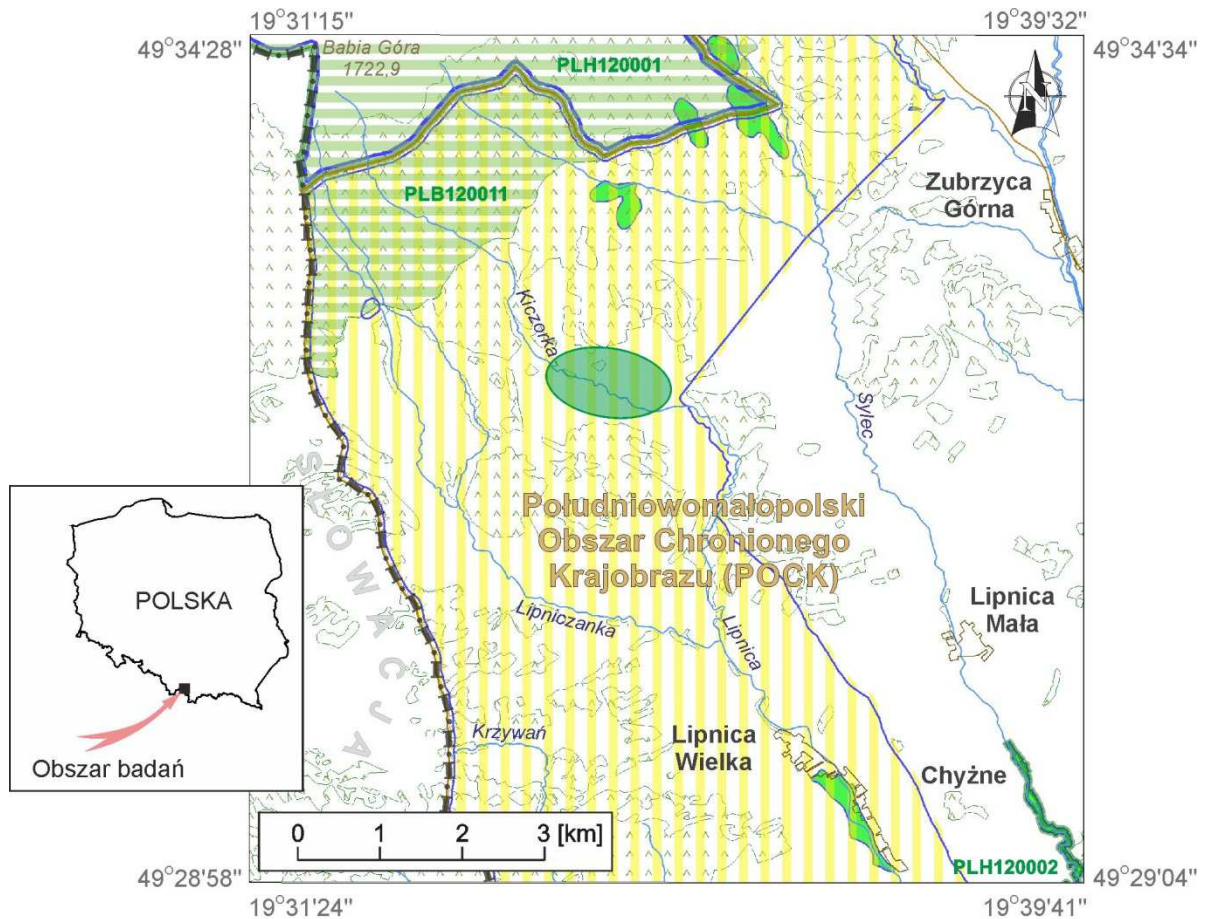 19°31'15"
19°39'32"
49°34'28"
49°34'34"
Babia Góra
1722,9
PLH120001
N
PLB120011
Zubrzyca
Górna
Kiczorka
Sylec
SŁOWACJA
Południowomałopolski
Obszar Chronionego
Krajobrazu (POCK)
POLSKA
Obszar badań
Lipniczanka
Lipnica
Lipnica
Mała
Krzywań
Lipnica
Wielka
Chyżne
0 1 2 3 [km]
PLH120002
49°28'58"
49°29'04"
19°31'24"
19°39'41"